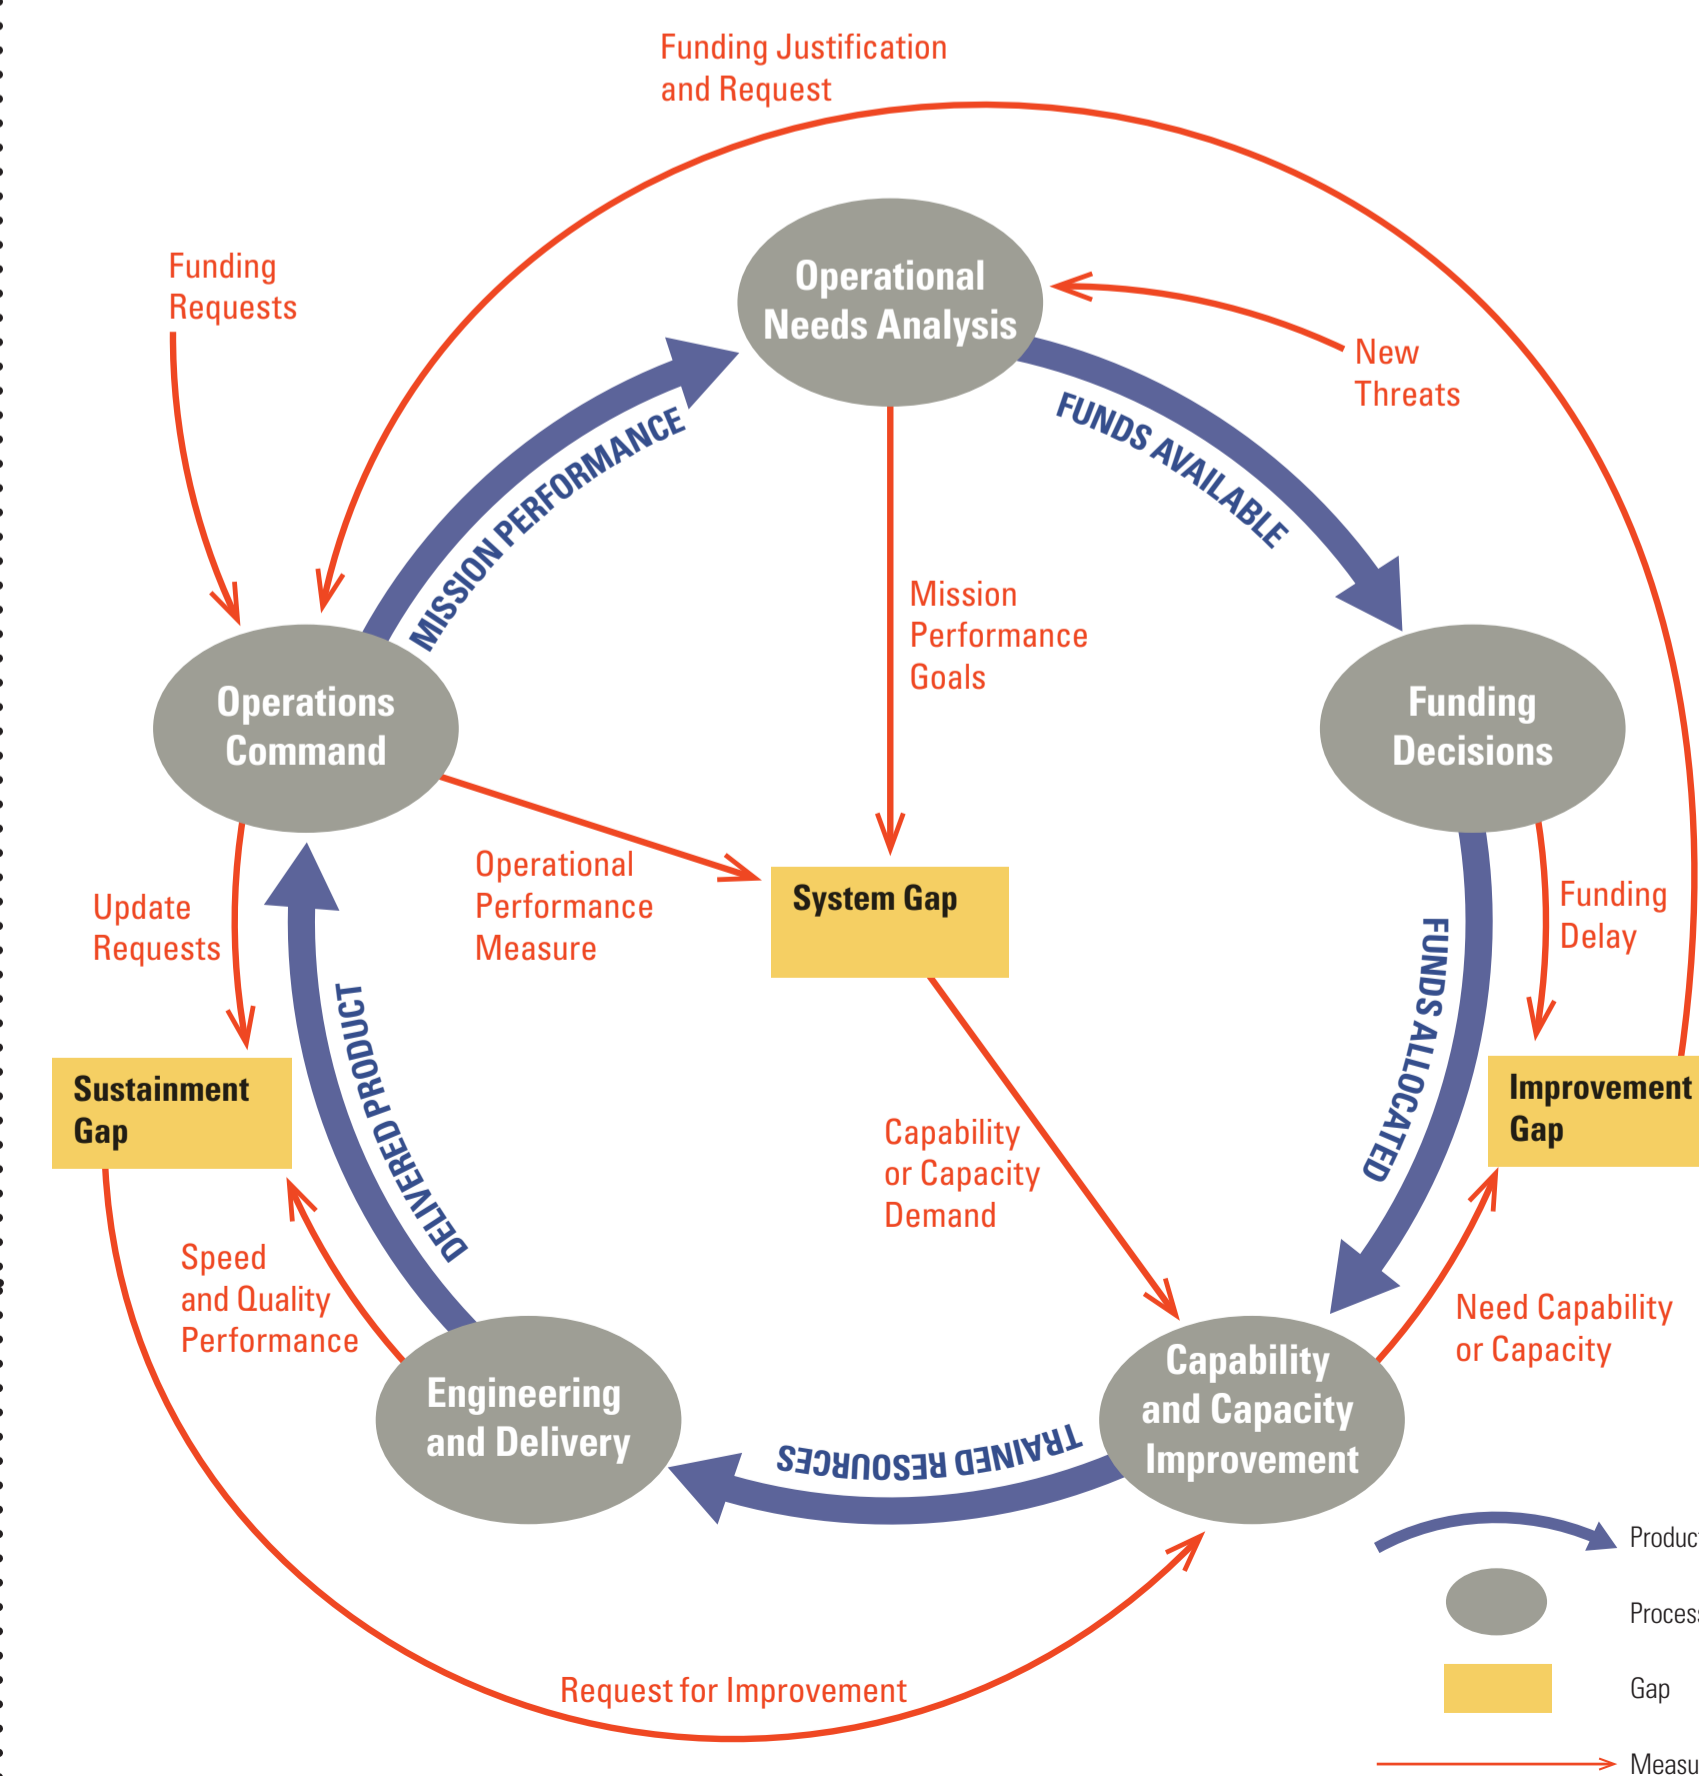 Funding Justification
and Request
Funding
Requests
Operational
Needs Analysis
New
Threats
MISSION PERFORMANCE
FUNDS AVAILABLE
Mission
Performance
Goals
Operations
Command
Funding
Decisions
Operational
Performance
Measure
System Gap
Update
Requests
Funding
Delay
FUNDS ALLOCATED
DELIVERED PRODUCT
Sustainment
Gap
Improvement
Gap
Capability
or Capacity
Demand
Speed
and Quality
Performance
Need Capability
or Capacity
Engineering
and Delivery
Capability
and Capacity
Improvement
TRAINED RESOURCES
Request for Improvement
Product
Process
Gap